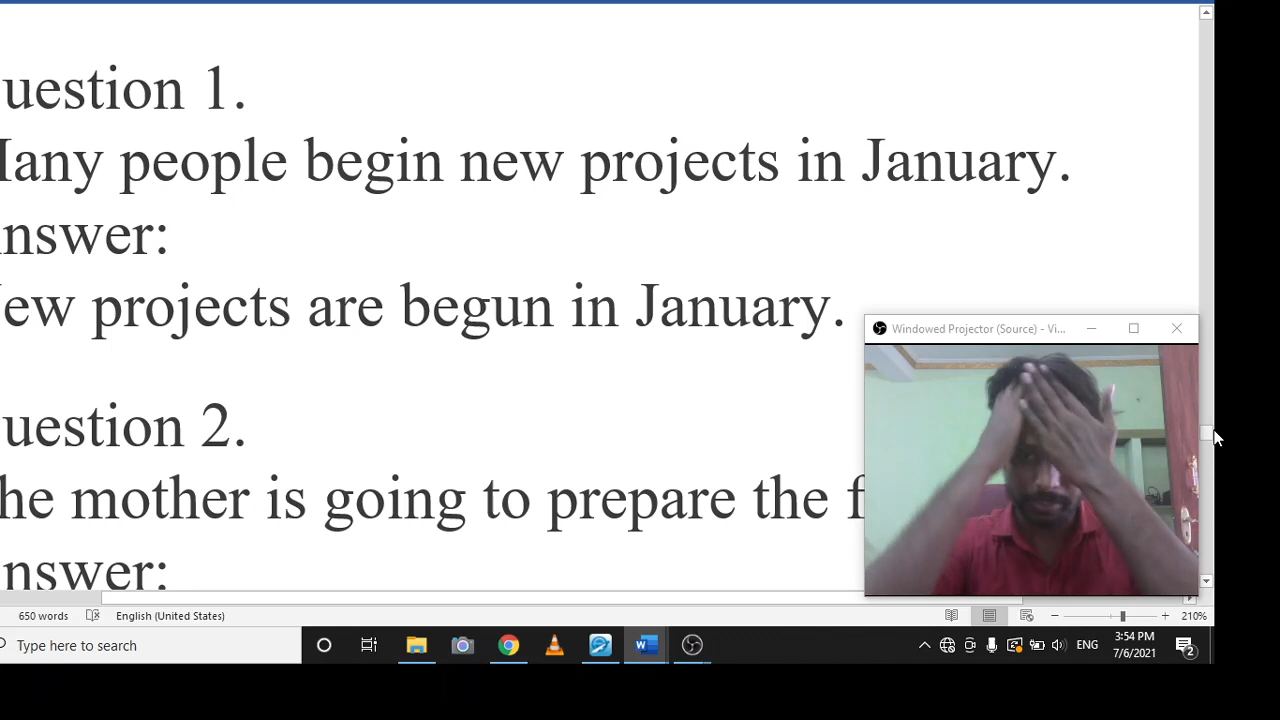 uestion 1.
any people begin new projects in January.
nswer:
ew projects are begun in January.
Windowed Projector (Source) - Vi...
uestion 2.
he mother is going to prepare the f
nswer:
650 words English (United States) 210%
Type here to search
ENG
3:54 PM
7/6/2021
2